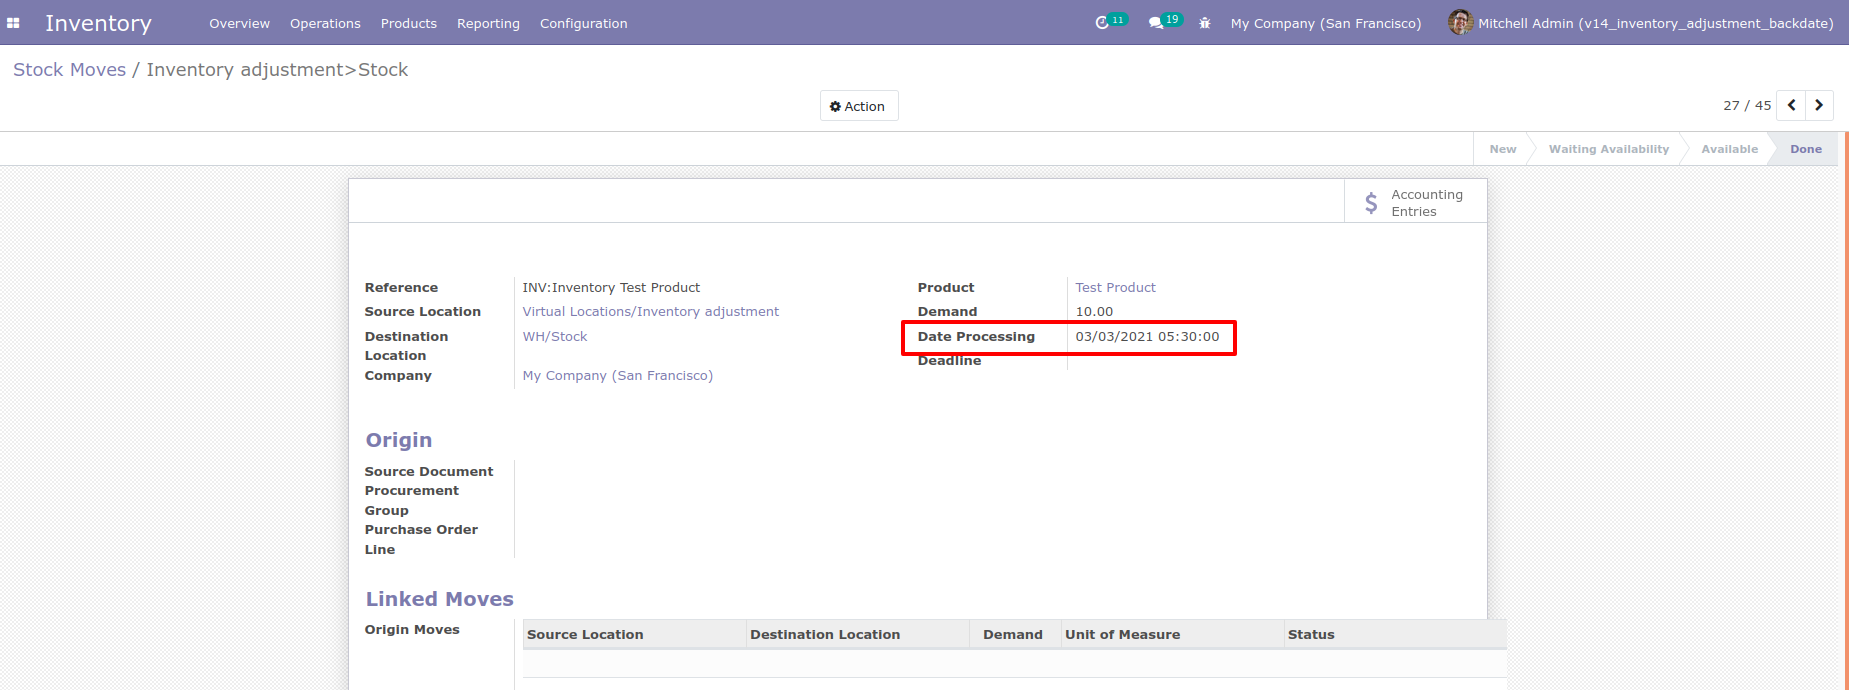 Inventory Overview Operations Products Reporting Configuration 11 19 My Company (San Francisco) Mitchell Admin (v14_inventory_adjustment_backdate)
Stock Moves / Inventory adjustment>Stock
Action 27 / 45
New Waiting Availability Available Done
$ Accounting
Entries
Reference INV:Inventory Test Product
Source Location Virtual Locations/Inventory adjustment
Destination WH/Stock
Location
Company My Company (San Francisco)
Product Test Product
Demand 10.00
Date Processing 03/03/2021 05:30:00
Deadline
Origin
Source Document
Procurement
Group
Purchase Order
Line
Linked Moves
Origin Moves
Source Location Destination Location Demand Unit of Measure Status